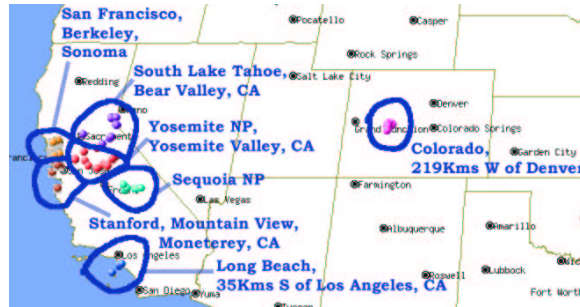 San Francisco,
Berkeley,
Sonoma
Pocatello
Casper
Rock Springs
Redding
South Lake Tahoe,
Bear Valley, CA
Salt Lake City
Denver
Grand Junction
Colorado Springs
Yosemite NP,
Yosemite Valley, CA
Colorado,
219Kms W of Denver
Garden City
Sequoia NP
Farmington
Las Vegas
Stanford, Mountain View,
Moneterey, CA
Albuquerque
Amarillo
Los Angeles
Long Beach,
35Kms S of Los Angeles, CA
Roswell
Lubbock
San Diego
Yuma
Fort Wort